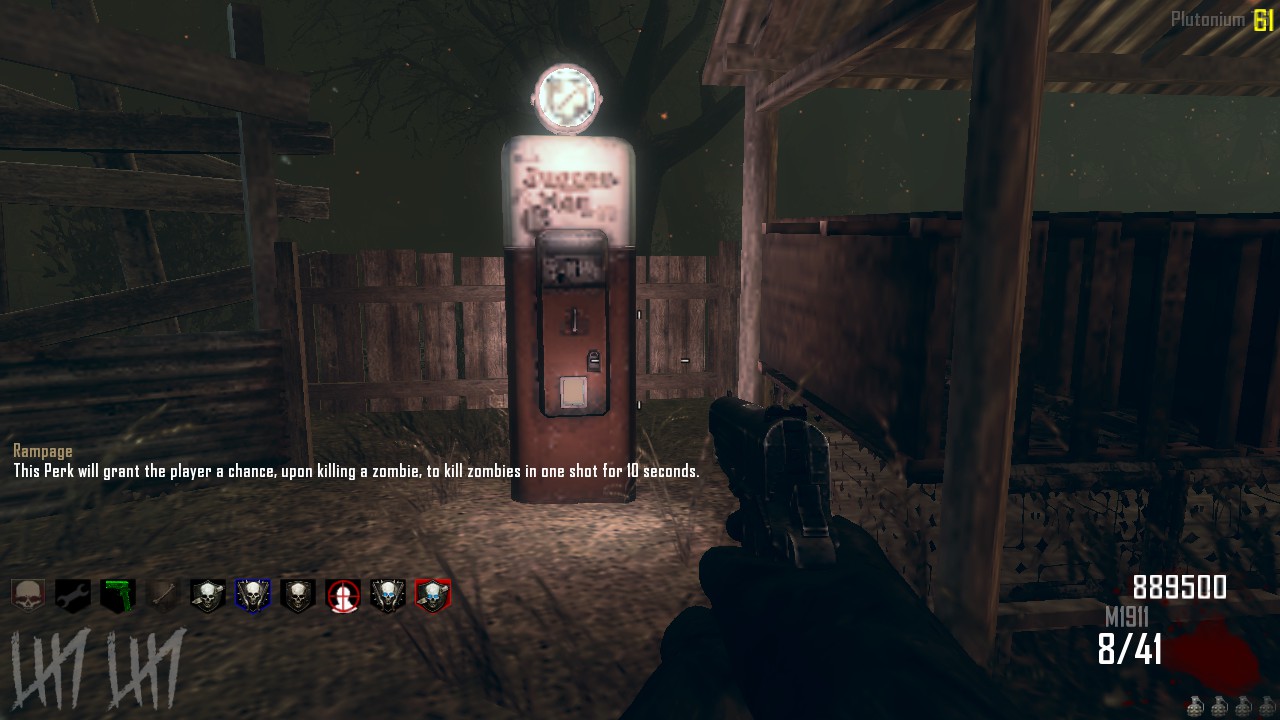 Plutonium 61
Rampage
This Perk will grant the player a chance, upon killing a zombie, to kill zombies in one shot for 10 seconds.
889500
M1911
8/41